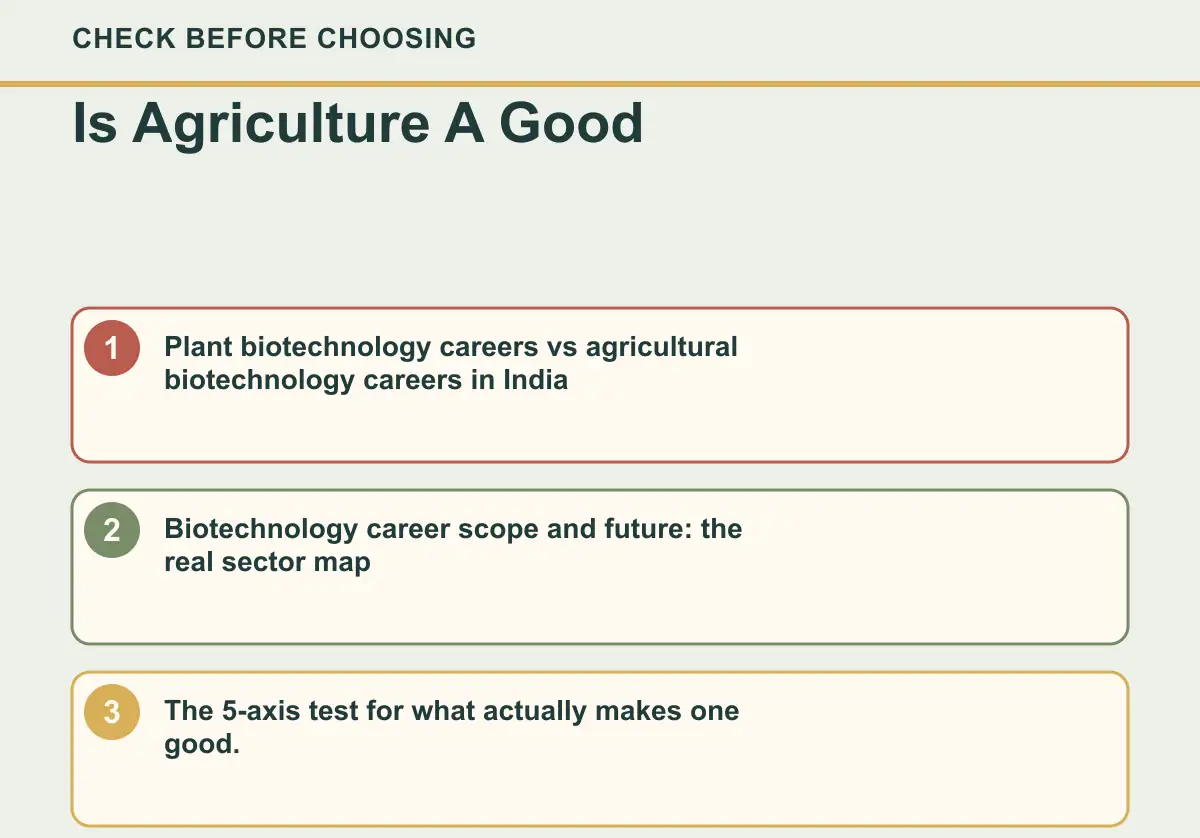 CHECK BEFORE CHOOSING
Is Agriculture A Good
1
Plant biotechnology careers vs agricultural
biotechnology careers in India
2
Biotechnology career scope and future: the
real sector map
3
The 5-axis test for what actually makes one
good.